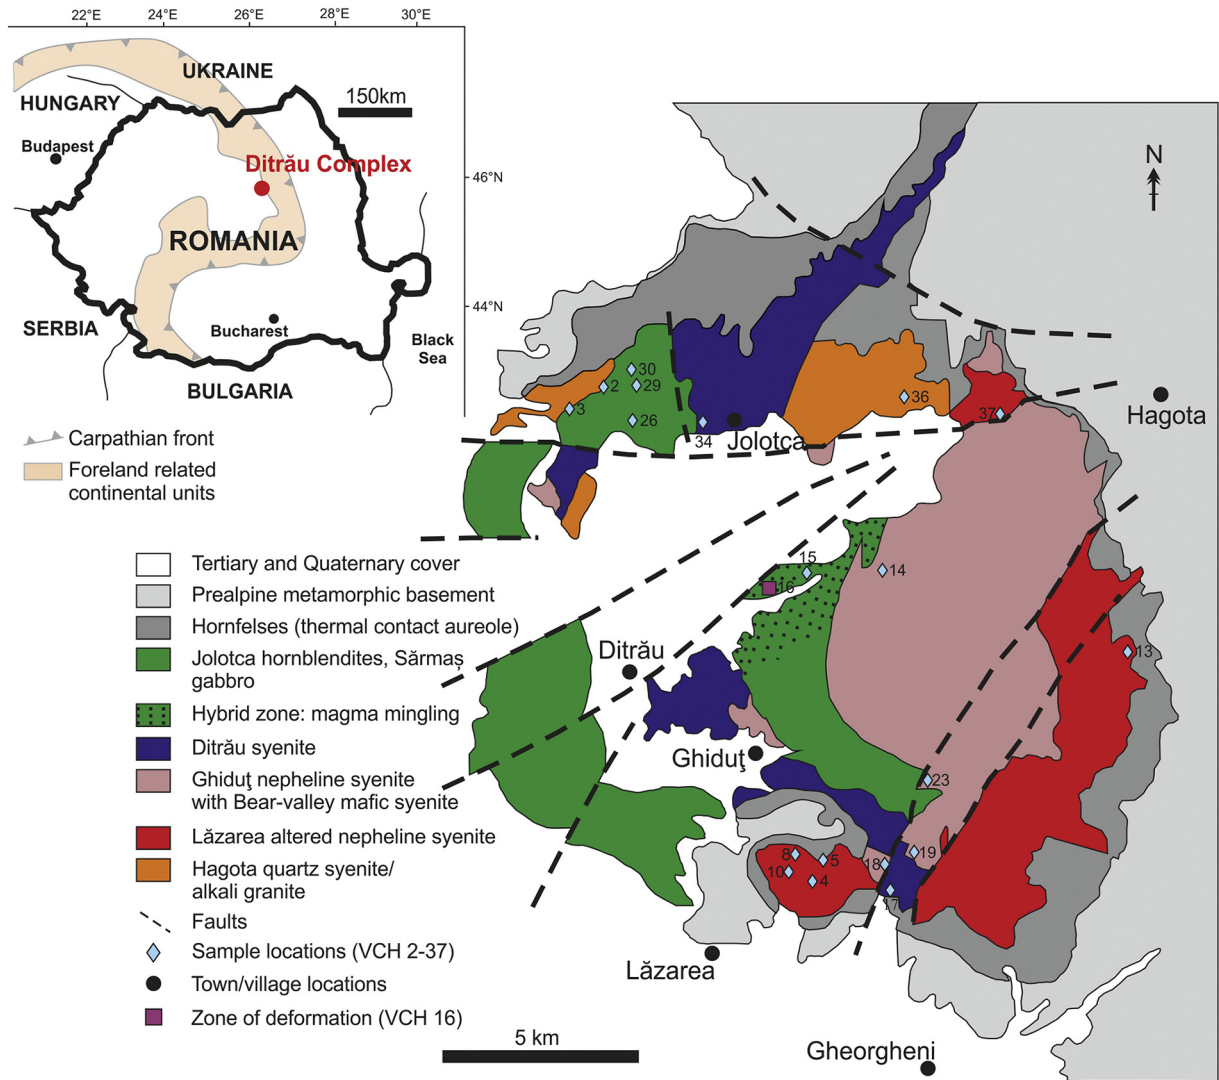 22°E 24°E 26°E 28°E 30°E
UKRAINE
HUNGARY
150km
Budapest
Ditrău Complex
46°N
ROMANIA
44°N
SERBIA
Bucharest
Black
Sea
BULGARIA
Carpathian front
Foreland related
continental units
N
Hagota
30
2
29
3
26
34
Jolotca
36
37
15
16
14
13
Ditrău
Ghiduţ
23
8
5
10
4
18
19
17
Lăzarea
Gheorgheni
Tertiary and Quaternary cover
Prealpine metamorphic basement
Hornfelses (thermal contact aureole)
Jolotca hornblendites, Sărmaş
gabbro
Hybrid zone: magma mingling
Ditrău syenite
Ghiduţ nepheline syenite
with Bear-valley mafic syenite
Lăzarea altered nepheline syenite
Hagota quartz syenite/
alkali granite
Faults
Sample locations (VCH 2-37)
Town/village locations
Zone of deformation (VCH 16)
5 km